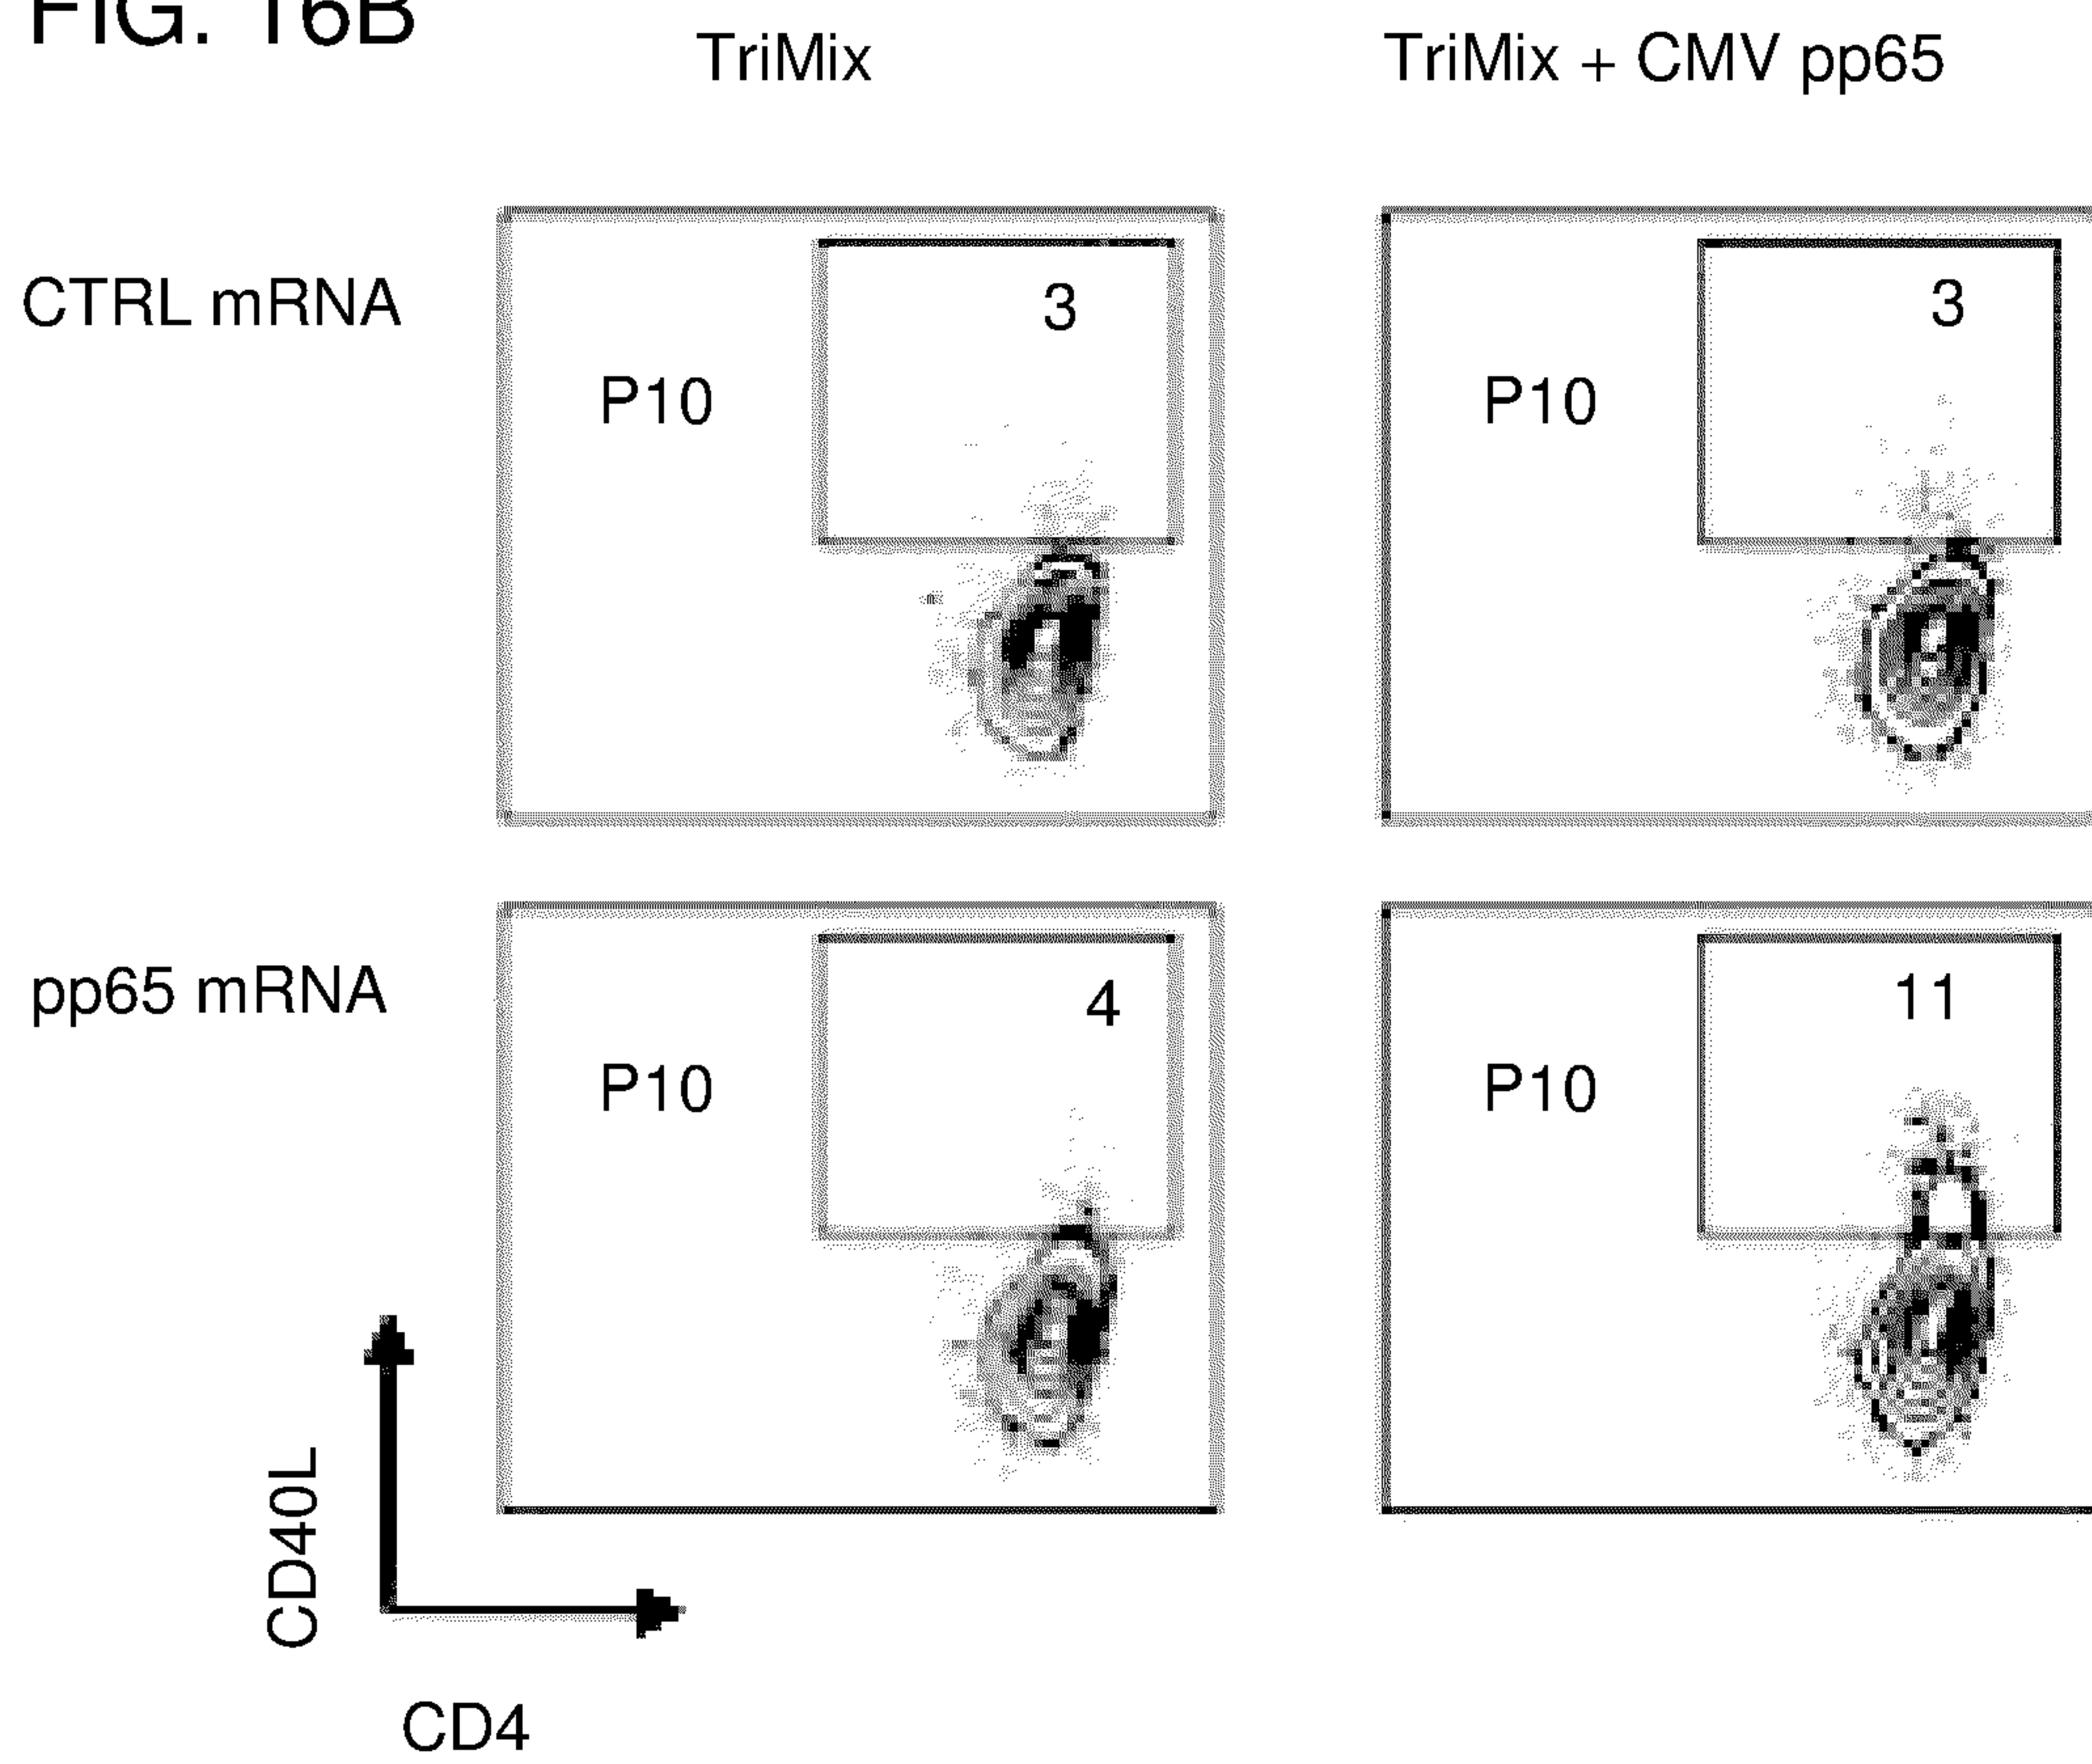 FIG. 16B
TriMix
TriMix + CMV pp65
CTRL mRNA
3
3
P10
P10
pp65 mRNA
4
11
P10
P10
CD40L
CD4